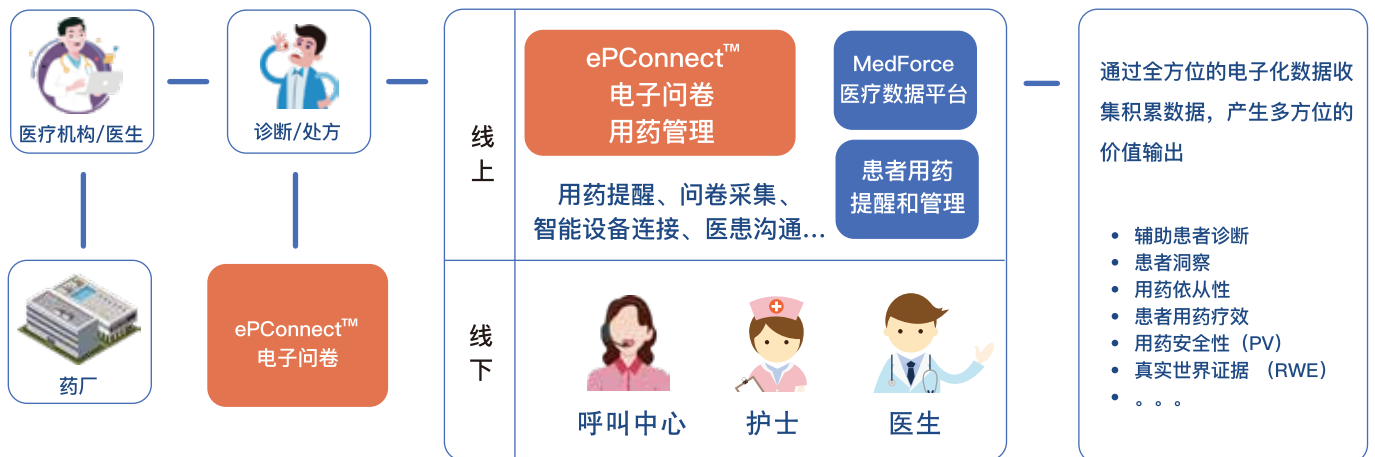 医疗机构/医生
诊断/处方
药厂
ePConnect™
电子问卷
线上
ePConnect™
电子问卷
用药管理
MedForce
医疗数据平台
患者用药
提醒和管理
用药提醒、问卷采集、
智能设备连接、医患沟通...
线下
呼叫中心
护士
医生
通过全方位的电子化数据收
集积累数据，产生多方位的
价值输出
• 辅助患者诊断
• 患者洞察
• 用药依从性
• 患者用药疗效
• 用药安全性（PV）
• 真实世界证据 （RWE）
• 。。。